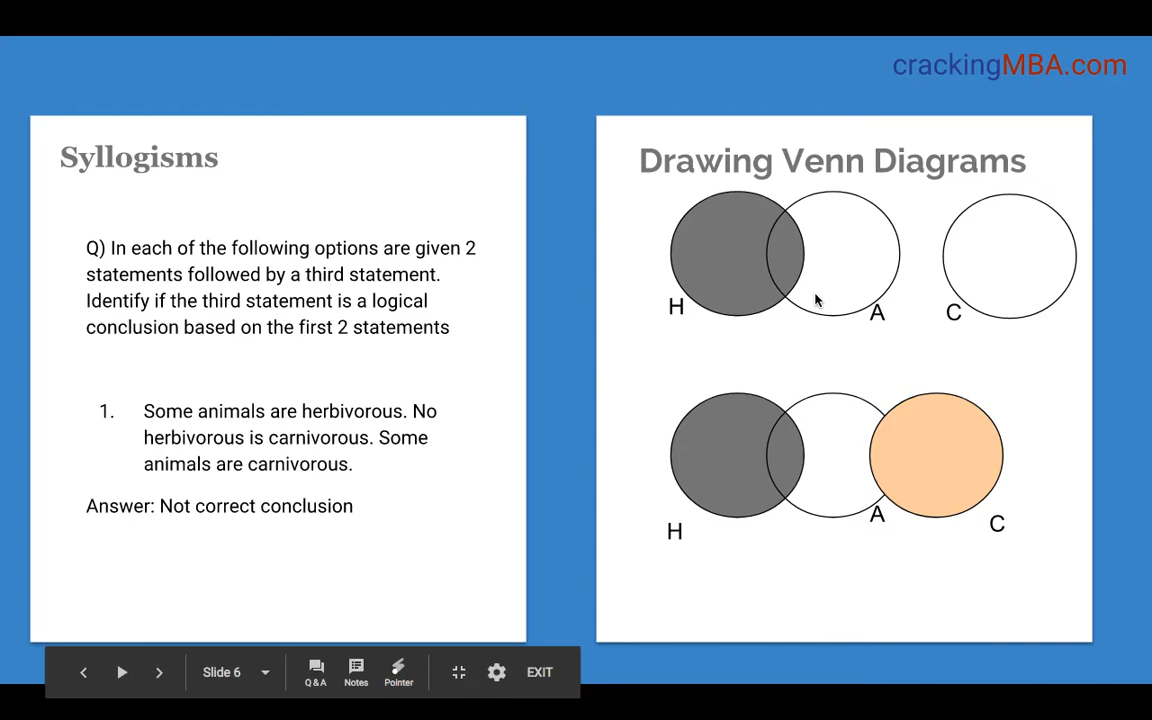 crackingMBA.com
Syllogisms
Q) In each of the following options are given 2
statements followed by a third statement.
Identify if the third statement is a logical
conclusion based on the first 2 statements
1. Some animals are herbivorous. No
herbivorous is carnivorous. Some
animals are carnivorous.
Answer: Not correct conclusion
Drawing Venn Diagrams
H
A
C
H
A
C
Slide 6
Q & A
Notes
Pointer
EXIT